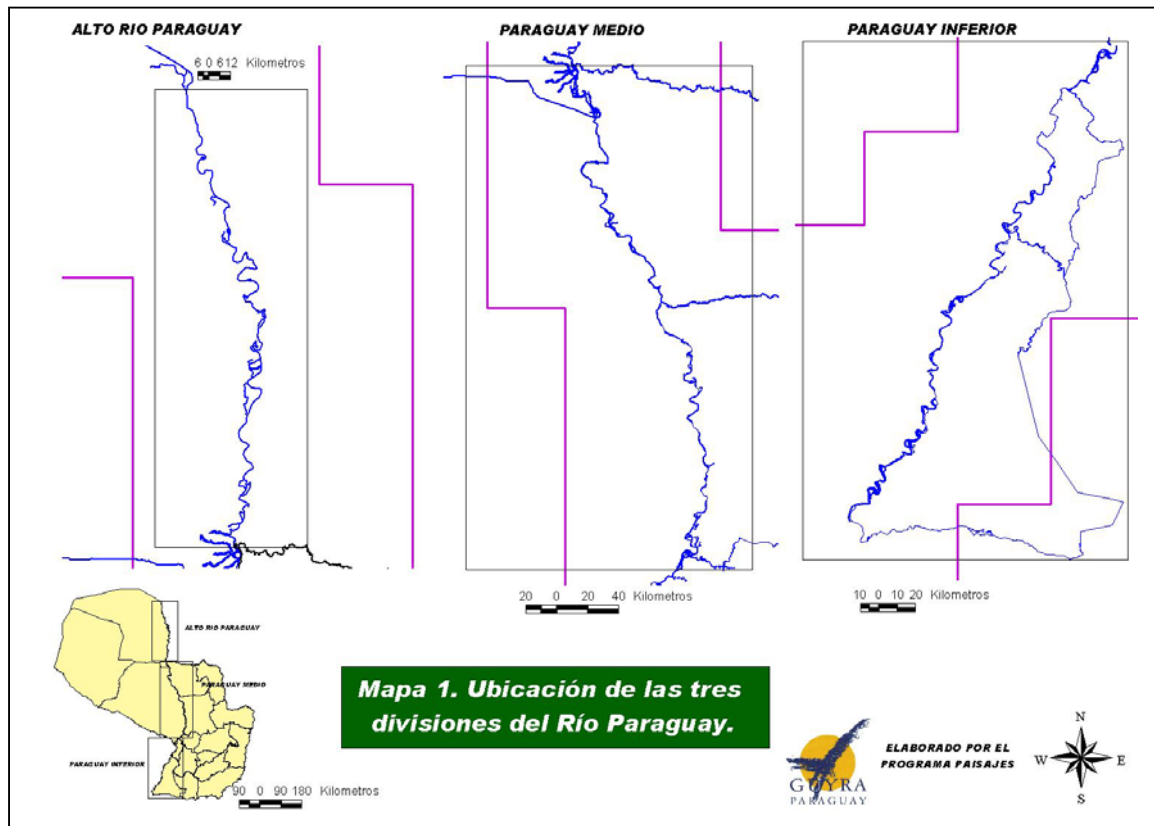 ALTO RIO PARAGUAY
6 0 612 Kilometros
PARAGUAY MEDIO
PARAGUAY INFERIOR
20 0 20 40 Kilometros
10 0 10 20 Kilometros
ALTO RIO PARAGUAY
PARAGUAY MEDIO
PARAGUAY INFERIOR
90 0 90 180 Kilometros
Mapa 1. Ubicación de las tres
divisiones del Río Paraguay.
GUYRA
PARAGUAY
ELABORADO POR EL
PROGRAMA PAISAJES
N
W E
S